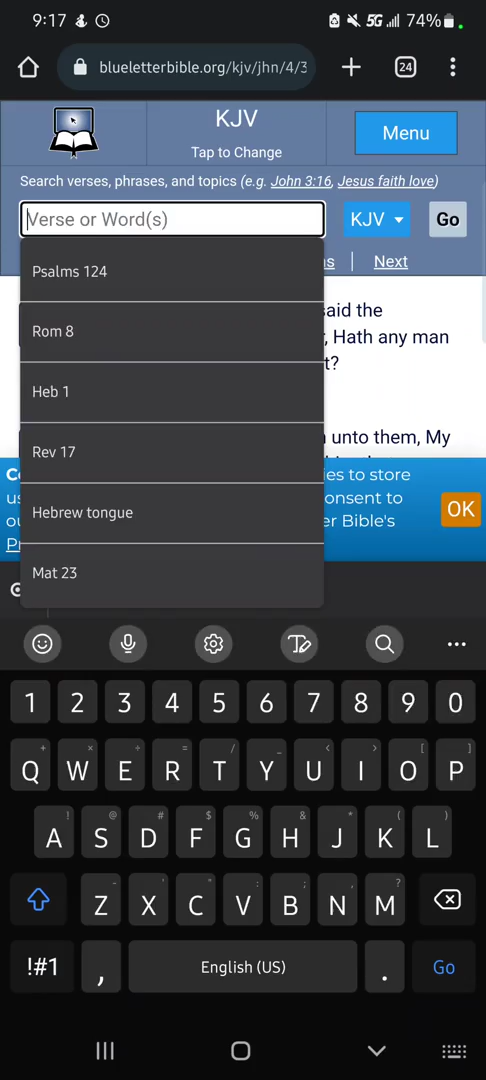 9:17 5G 74%
blueletterbible.org/kjv/jhn/4/3 24
KJV
Tap to Change
Menu
Search verses, phrases, and topics (e.g. John 3:16, Jesus faith love)
Verse or Word(s) KJV Go
Next
Psalms 124
said the
Rom 8
Hath any man
Heb 1
unto them, My
Rev 17
to store
consent to
Bible's
OK
Hebrew tongue
Mat 23
1 2 3 4 5 6 7 8 9 0
Q W E R T Y U I O P
A S D F G H J K L
Z X C V B N M
!#1 , English (US) . Go